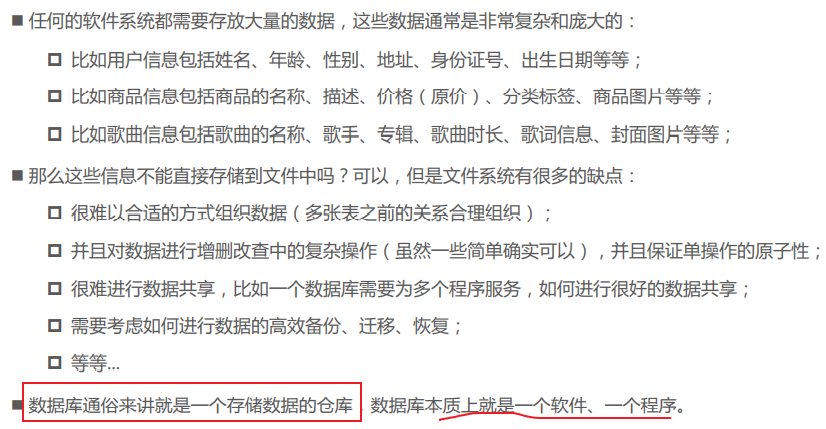 ■ 任何的软件系统都需要存放大量的数据，这些数据通常是非常复杂和庞大的：
比如用户信息包括姓名、年龄、性别、地址、身份证号、出生日期等等；
比如商品信息包括商品的名称、描述、价格（原价）、分类标签、商品图片等等；
比如歌曲信息包括歌曲的名称、歌手、专辑、歌曲时长、歌词信息、封面图片等等；
■ 那么这些信息不能直接存储到文件中吗？可以，但是文件系统有很多的缺点：
很难以合适的方式组织数据（多张表之前的关系合理组织）；
并且对数据进行增删改查中的复杂操作（虽然一些简单确实可以），并且保证单操作的原子性；
很难进行数据共享，比如一个数据库需要为多个程序服务，如何进行很好的数据共享；
需要考虑如何进行数据的高效备份、迁移、恢复；
等等...
■ 数据库通俗来讲就是一个存储数据的仓库，数据库本质上就是一个软件、一个程序。